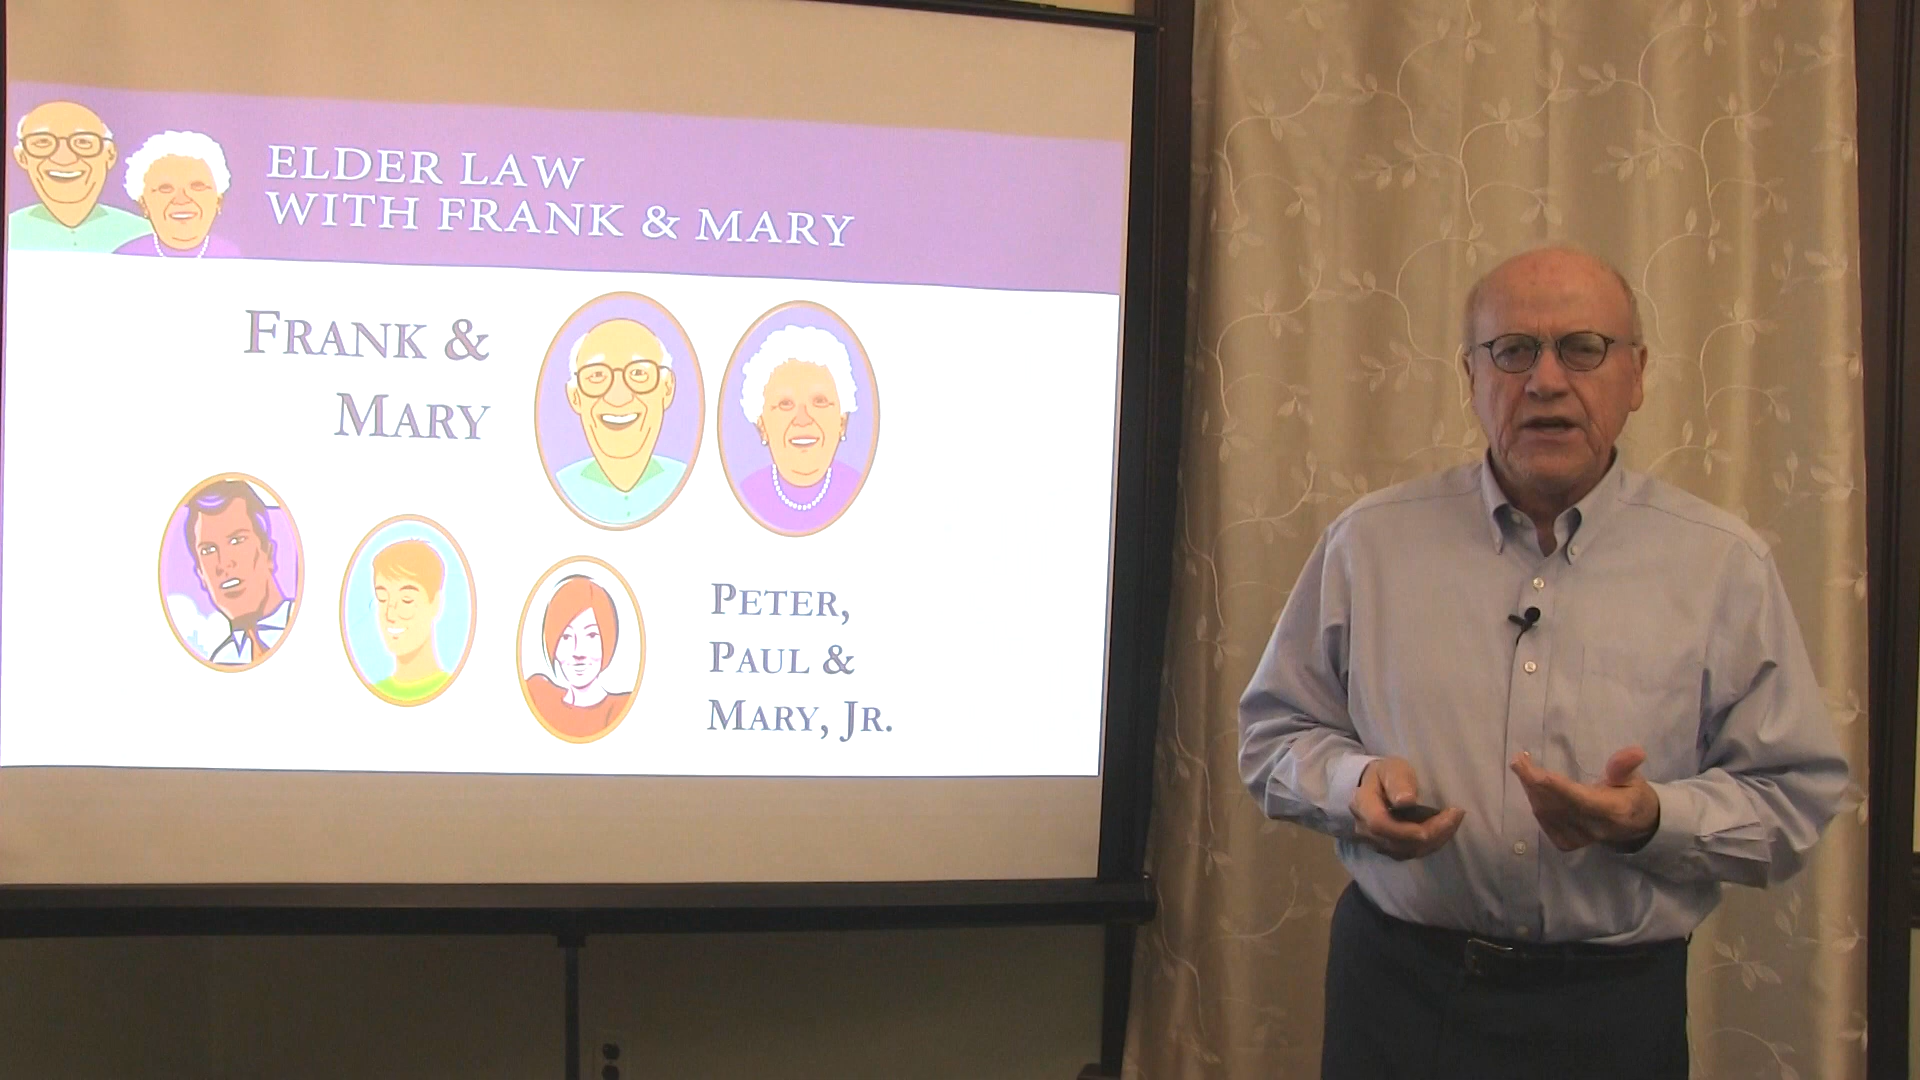 ELDER LAW
WITH FRANK & MARY
FRANK &
MARY
PETER,
PAUL &
MARY, JR.